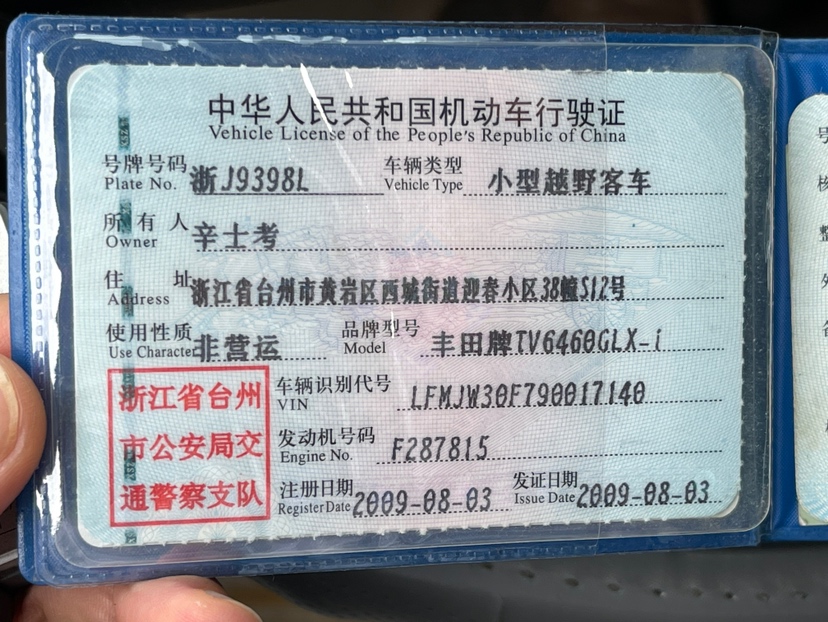 中华人民共和国机动车行驶证
Vehicle License of the People's Republic of China
号牌号码 浙J9398L 车辆类型 小型越野客车
Plate No. Vehicle Type
所有人 辛士考
Owner
住址 浙江省台州市黄岩区西城街道迎春小区38幢512号
Address
使用性质 非营运 品牌型号 丰田牌TV6460GLX-i
Use Character Model
浙江省台州
市公安局交
通警察支队
车辆识别代号 LFMJW30F790017140
VIN
发动机号码 F287815
Engine No.
注册日期 2009-08-03 发证日期 2009-08-03
Register Date Issue Date
号
核
整
外